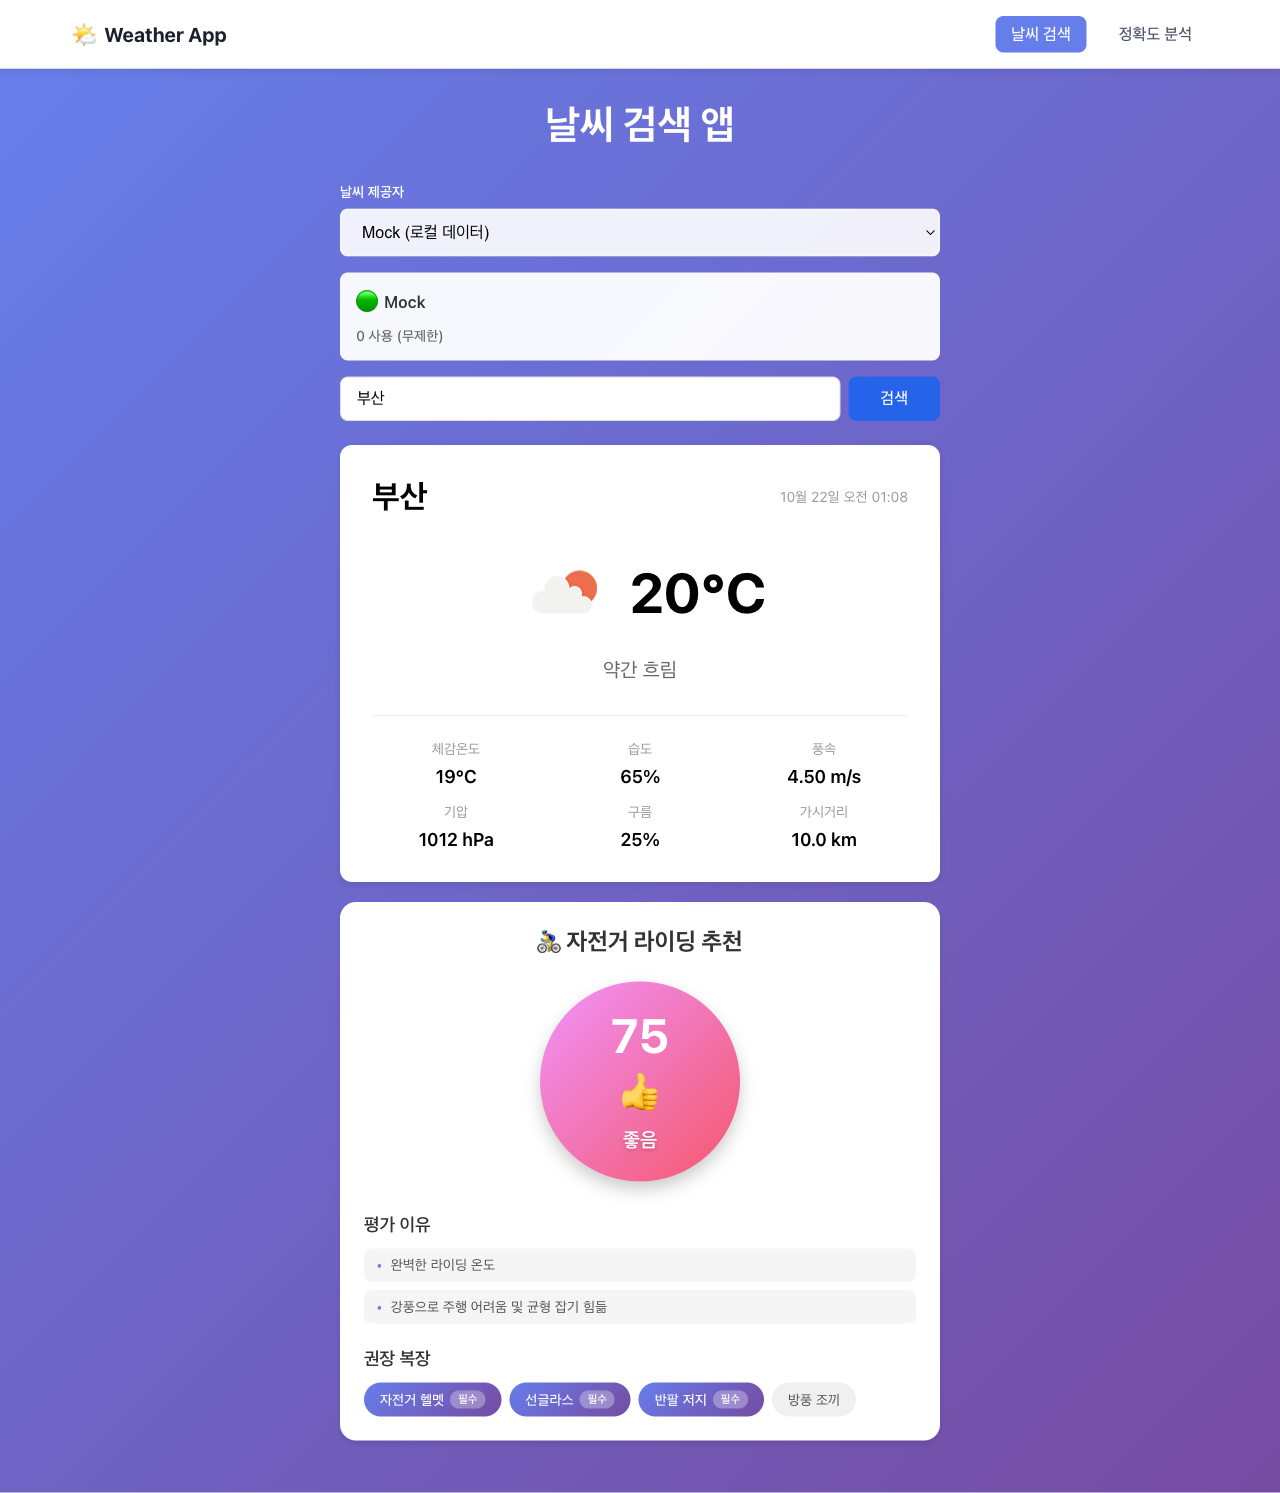 Weather App
날씨 검색
정확도 분석
날씨 검색 앱
날씨 제공자
Mock (로컬 데이터)
Mock
0 사용 (무제한)
부산
검색
부산
10월 22일 오전 01:08
20°C
약간 흐림
체감온도
습도
풍속
19°C
65%
4.50 m/s
기압
구름
가시거리
1012 hPa
25%
10.0 km
자전거 라이딩 추천
75
좋음
평가 이유
• 완벽한 라이딩 온도
• 강풍으로 주행 어려움 및 균형 잡기 힘듦
권장 복장
자전거 헬멧 필수
선글라스 필수
반팔 저지 필수
방풍 조끼